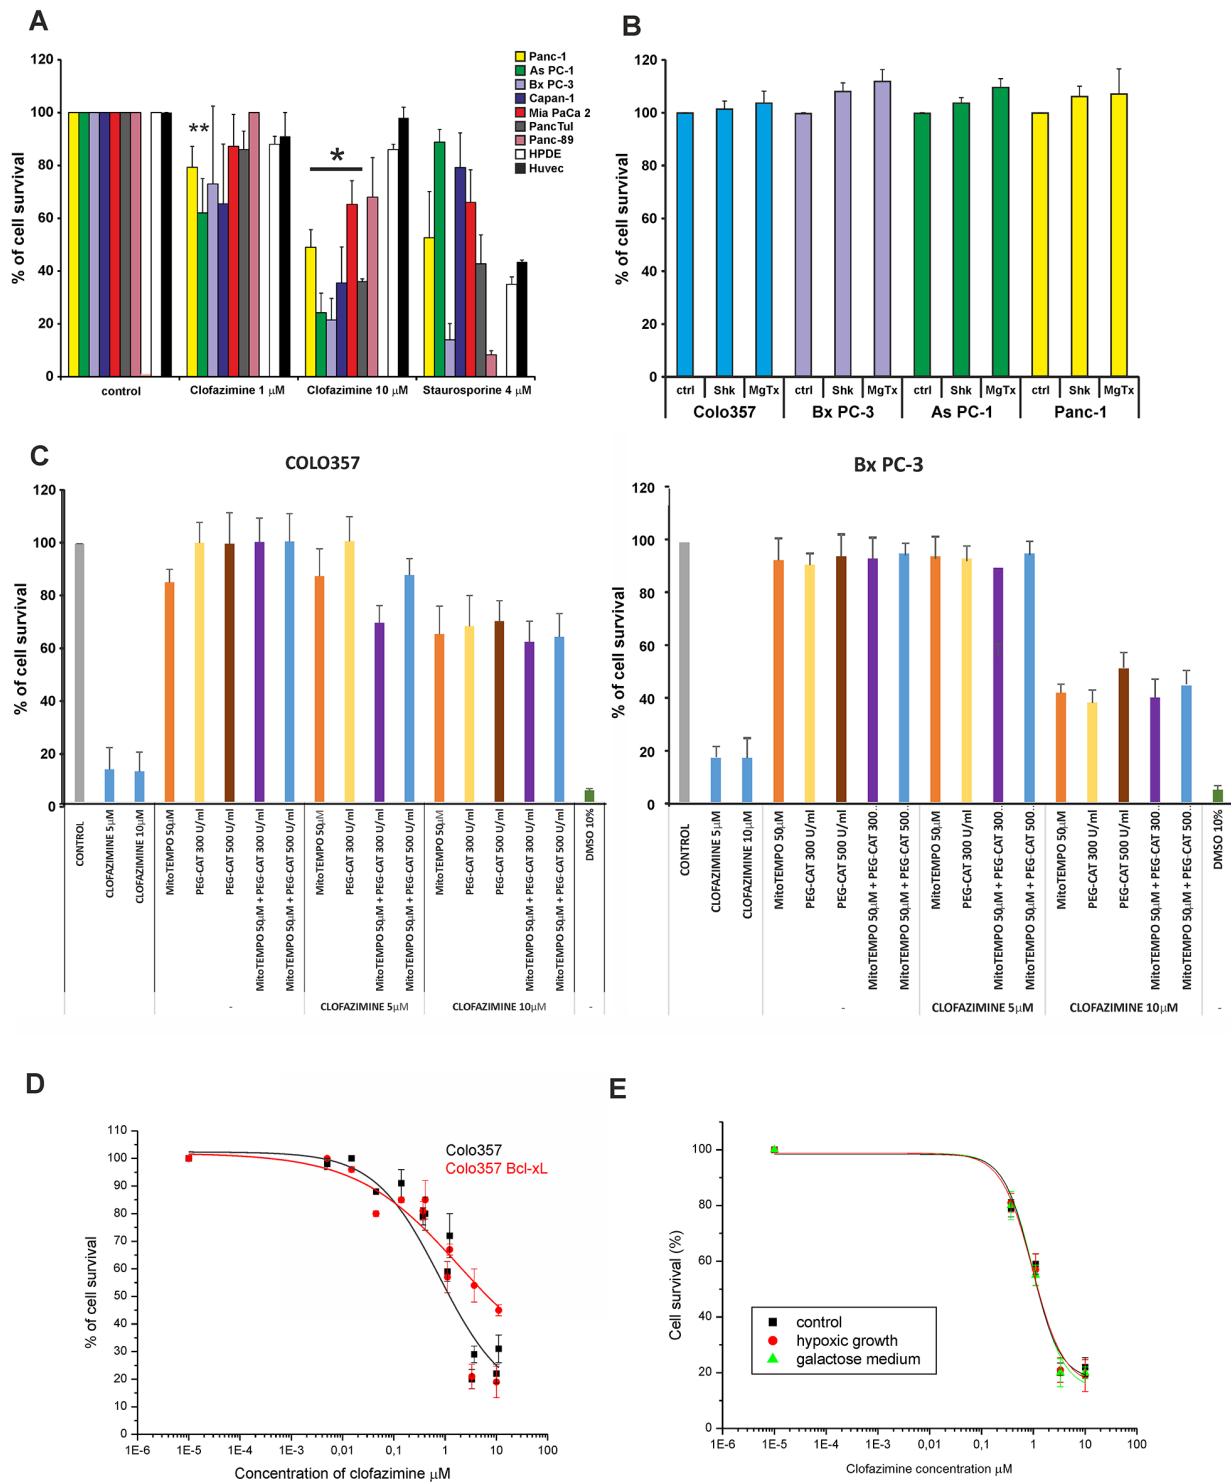 A
120
100
80
60
40
20
0
% of cell survival
**
*
Panc-1
As PC-1
Bx PC-3
Capan-1
Mia PaCa 2
PancTul
Panc-89
HPDE
Huvec
control
Clofazimine 1 μM
Clofazimine 10 μM
Staurosporine 4 μM
B
120
100
80
60
40
20
0
% of cell survival
ctrl Shk MgTx ctrl Shk MgTx ctrl Shk MgTx ctrl Shk MgTx
Colo357 Bx PC-3 As PC-1 Panc-1
C
COLO357
120
100
80
60
40
20
0
% of cell survival
CONTROL
CLOFAZIMINE 5μM
CLOFAZIMINE 10μM
MitoTEMPO 50μM
PEG-CAT 300 U/ml
PEG-CAT 500 U/ml
MitoTEMPO 50μM + PEG-CAT 300 U/ml
MitoTEMPO 50μM + PEG-CAT 500 U/ml
MitoTEMPO 50μM
PEG-CAT 300 U/ml
MitoTEMPO 50μM + PEG-CAT 300 U/ml
MitoTEMPO 50μM + PEG-CAT 500 U/ml
MitoTEMPO 50μM
PEG-CAT 300 U/ml
PEG-CAT 500 U/ml
MitoTEMPO 50μM + PEG-CAT 300 U/ml
MitoTEMPO 50μM + PEG-CAT 500 U/ml
DMSO 10%
- CLOFAZIMINE 5μM CLOFAZIMINE 10μM -
Bx PC-3
120
100
80
60
40
20
0
% of cell survival
CONTROL
CLOFAZIMINE 5μM
CLOFAZIMINE 10μM
MitoTEMPO 50μM
PEG-CAT 300 U/ml
PEG-CAT 500 U/ml
MitoTEMPO 50μM + PEG-CAT 300...
MitoTEMPO 50μM + PEG-CAT 500...
MitoTEMPO 50μM
PEG-CAT 300 U/ml
MitoTEMPO 50μM + PEG-CAT 300...
MitoTEMPO 50μM + PEG-CAT 500...
MitoTEMPO 50μM
PEG-CAT 300 U/ml
PEG-CAT 500 U/ml
MitoTEMPO 50μM + PEG-CAT 300...
MitoTEMPO 50μM + PEG-CAT 500...
DMSO 10%
- CLOFAZIMINE 5μM CLOFAZIMINE 10μM -
D
110
100
90
80
70
60
50
40
30
20
10
0
% of cell survival
Colo357
Colo357 Bcl-xL
1E-6 1E-5 1E-4 1E-3 0,01 0,1 1 10 100
Concentration of clofazimine μM
E
100
80
60
40
20
0
Cell survival (%)
control
hypoxic growth
galactose medium
1E-6 1E-5 1E-4 1E-3 0,01 0,1 1 10 100
Clofazimine concentration μM